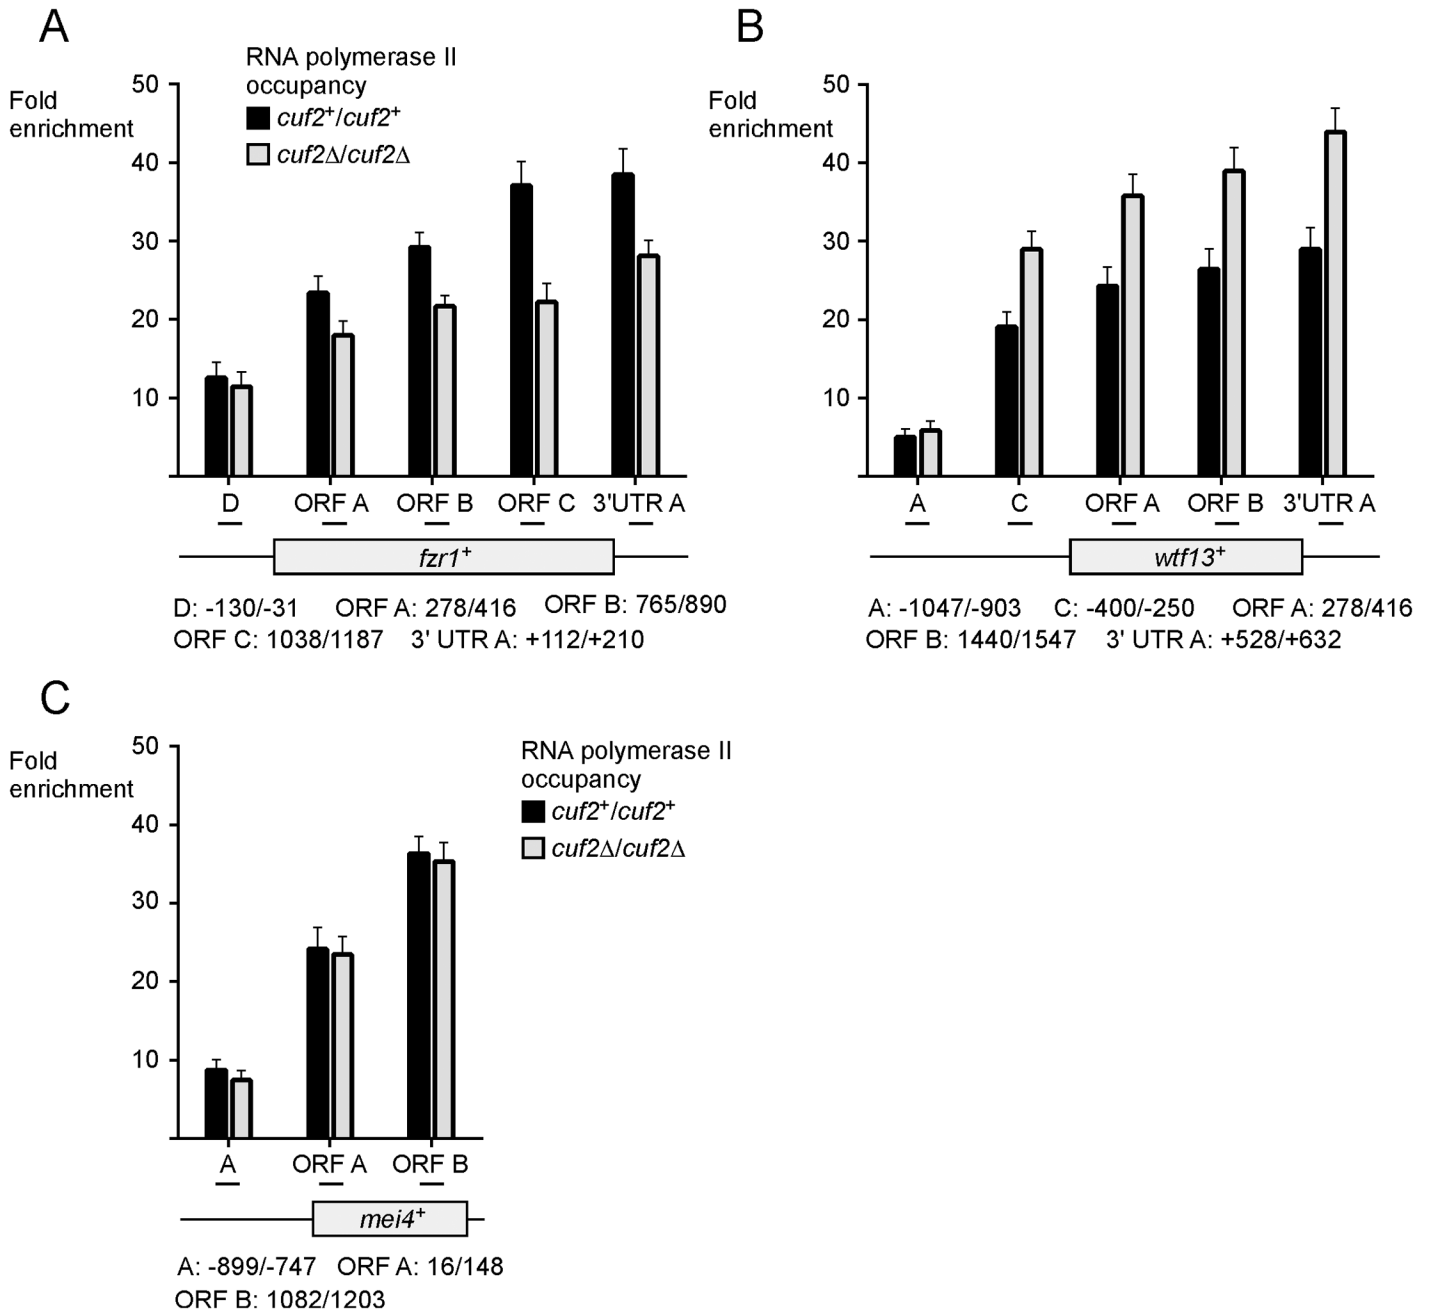 A
RNA polymerase II
occupancy
cuf2+/cuf2+
cuf2Δ/cuf2Δ
Fold
enrichment
50
40
30
20
10
D ORF A ORF B ORF C 3'UTR A
fzr1+
D: -130/-31 ORF A: 278/416 ORF B: 765/890
ORF C: 1038/1187 3' UTR A: +112/+210
B
Fold
enrichment
50
40
30
20
10
A C ORF A ORF B 3'UTR A
wtf13+
A: -1047/-903 C: -400/-250 ORF A: 278/416
ORF B: 1440/1547 3' UTR A: +528/+632
C
Fold
enrichment
50
40
30
20
10
RNA polymerase II
occupancy
cuf2+/cuf2+
cuf2Δ/cuf2Δ
A ORF A ORF B
mei4+
A: -899/-747 ORF A: 16/148
ORF B: 1082/1203